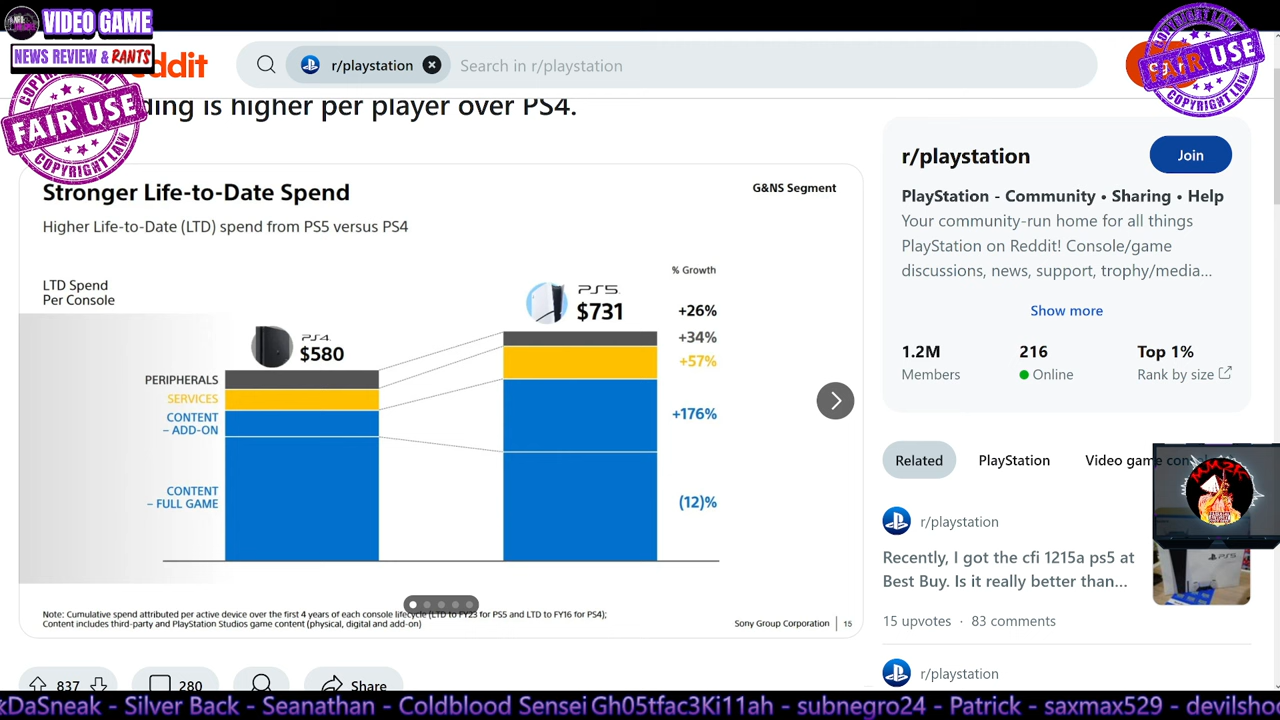 VIDEO GAME
NEWS REVIEW & RANTS
COPYRIGHT LAW
FAIR USE
COPYRIGHT LAW
ddit
r/playstation
Search in r/playstation
COPYRIGHT LAW
FAIR USE
COPYRIGHT LAW
ding is higher per player over PS4.
Stronger Life-to-Date Spend
G&NS Segment
Higher Life-to-Date (LTD) spend from PS5 versus PS4
% Growth
LTD Spend
Per Console
PS5
$731
+26%
PS4
$580
+34%
+57%
PERIPHERALS
SERVICES
CONTENT
– ADD-ON
+176%
CONTENT
– FULL GAME
(12)%
Note: Cumulative spend attributed per active device over the first 4 years of each console lifecycle (LTD to FY23 for PS5 and LTD to FY16 for PS4);
Content includes third-party and PlayStation Studios game content (physical, digital and add-on)
Sony Group Corporation
15
837
280
Share
r/playstation
Join
PlayStation - Community • Sharing • Help
Your community-run home for all things
PlayStation on Reddit! Console/game
discussions, news, support, trophy/media...
Show more
1.2M
216
Top 1%
Members
Online
Rank by size
Related
PlayStation
Video game con
MM2K
r/playstation
Recently, I got the cfi 1215a ps5 at
Best Buy. Is it really better than...
PS5
15 upvotes · 83 comments
r/playstation
kDaSneak - Silver Back - Seanathan - Coldblood Sensei Gh05tfac3Ki11ah - subnegro24 - Patrick - saxmax529 - devilsho